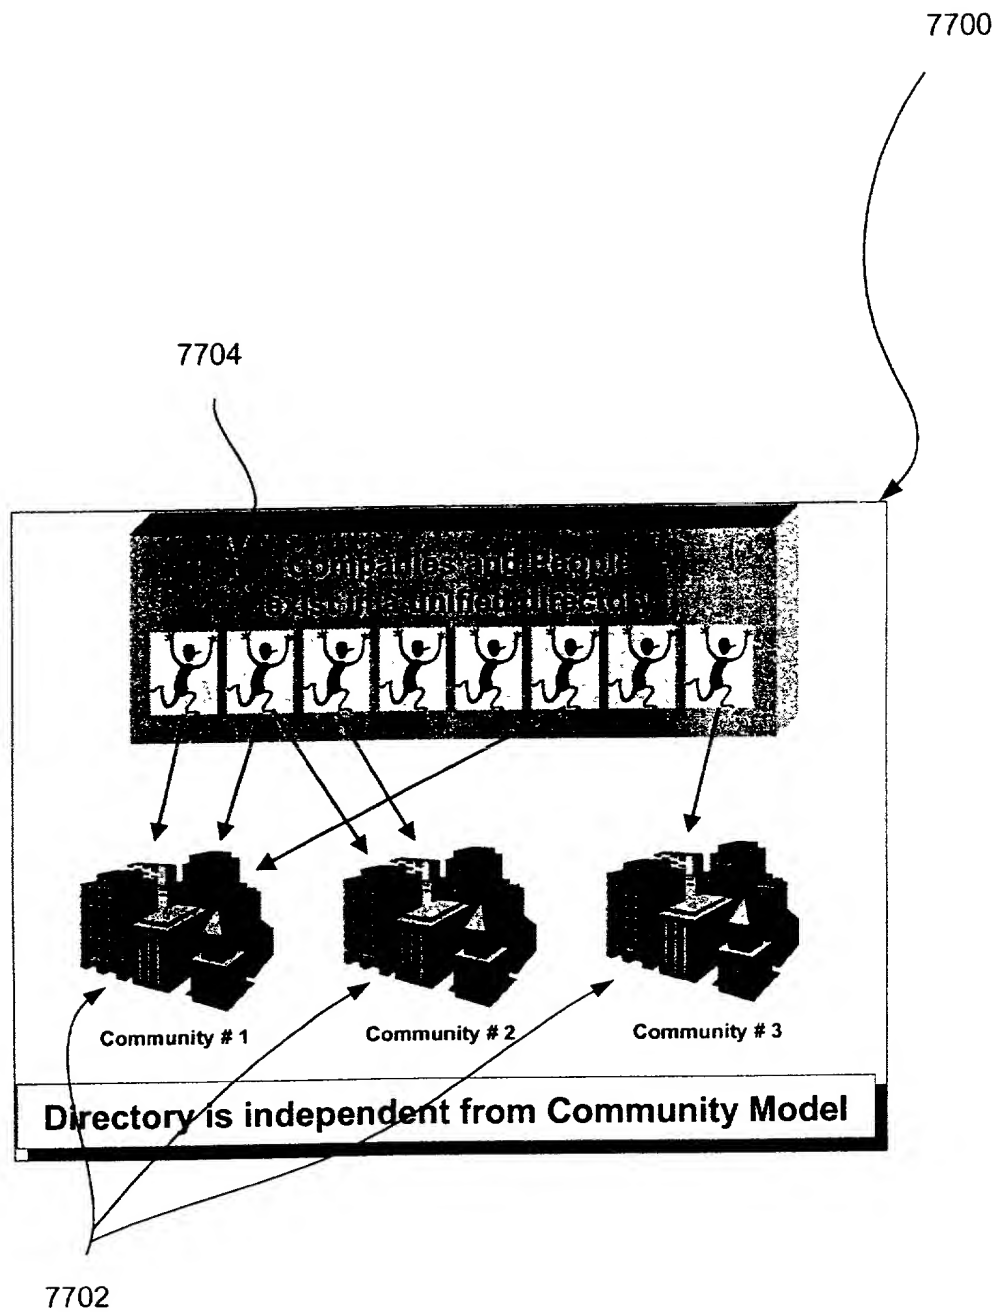 7700
7704
Companies and People
exist in a unified directory
Community # 1
Community # 2
Community # 3
Directory is independent from Community Model
7702